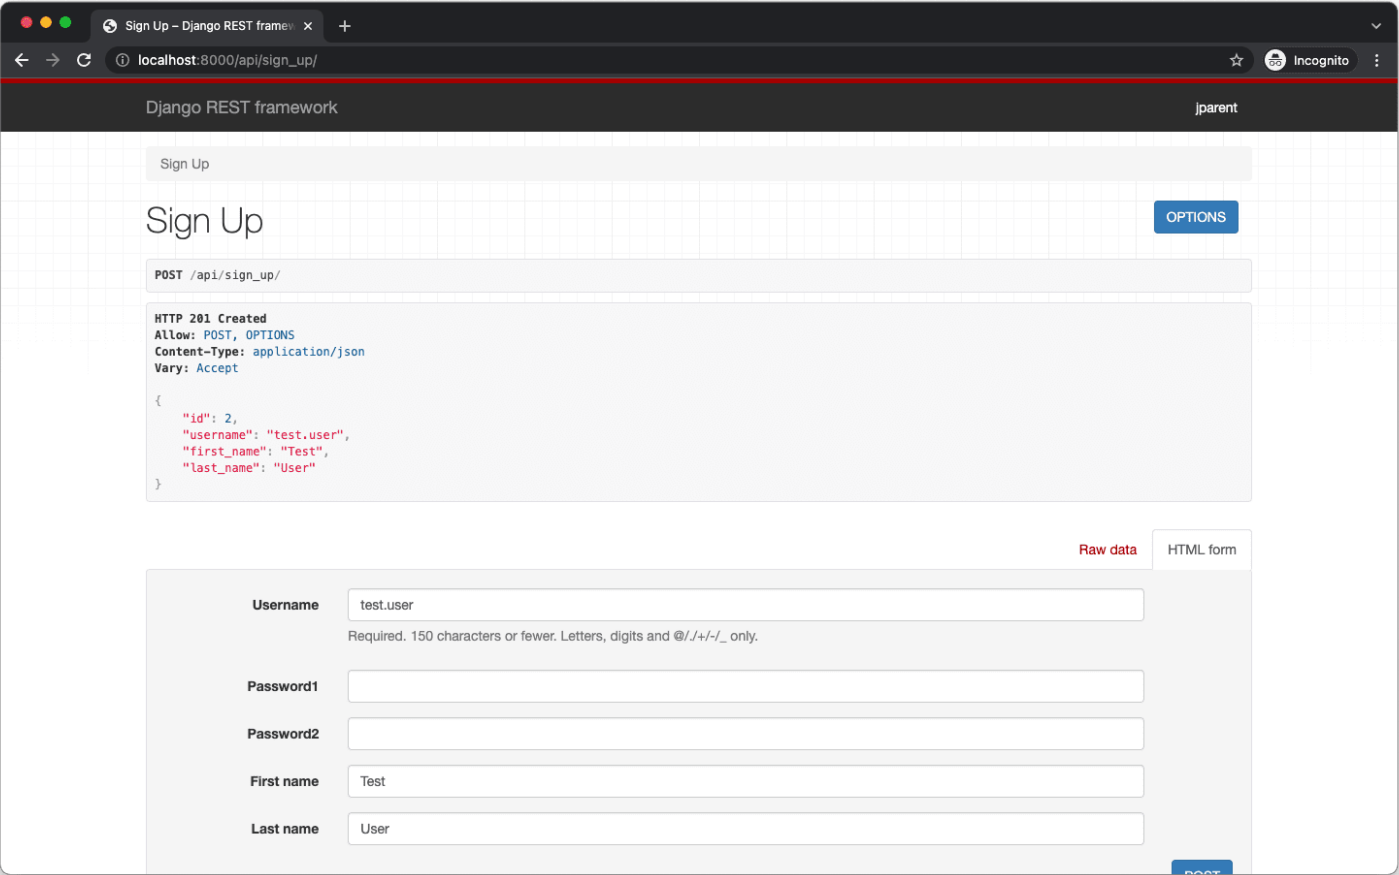 Sign Up – Django REST framew
localhost:8000/api/sign_up/
Incognito
Django REST framework
jparent
Sign Up
Sign Up
OPTIONS
POST /api/sign_up/
HTTP 201 Created
Allow: POST, OPTIONS
Content-Type: application/json
Vary: Accept
{
    "id": 2,
    "username": "test.user",
    "first_name": "Test",
    "last_name": "User"
}
Raw data
HTML form
Username
test.user
Required. 150 characters or fewer. Letters, digits and @/./+/-/_ only.
Password1
Password2
First name
Test
Last name
User
POST